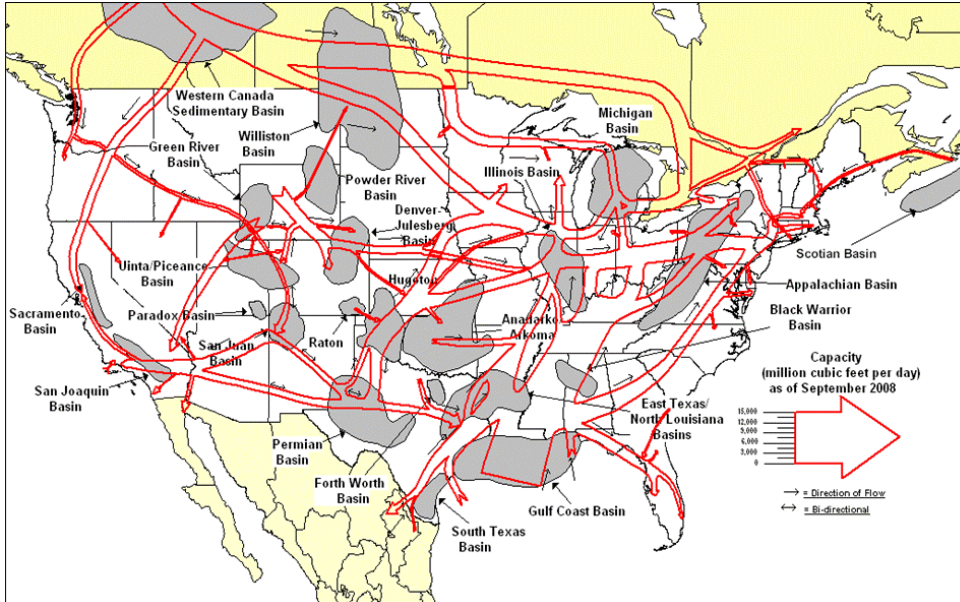 Western Canada
Sedimentary Basin
Michigan
Basin
Williston
Basin
Green River
Basin
Illinois Basin
Powder River
Basin
Denver-
Julesberg
Basin
Scotian Basin
Uinta/Piceance
Basin
Hugoton
Appalachian Basin
Sacramento
Basin
Paradox Basin
Black Warrior
Basin
San Juan
Basin
Raton
Anadarko
Arkoma
Capacity
(million cubic feet per day)
as of September 2008
San Joaquin
Basin
East Texas/
North Louisiana
Basins
15,000
12,000
9,000
6,000
3,000
0
Permian
Basin
Forth Worth
Basin
Gulf Coast Basin
South Texas
Basin
= Direction of Flow
= Bi-directional